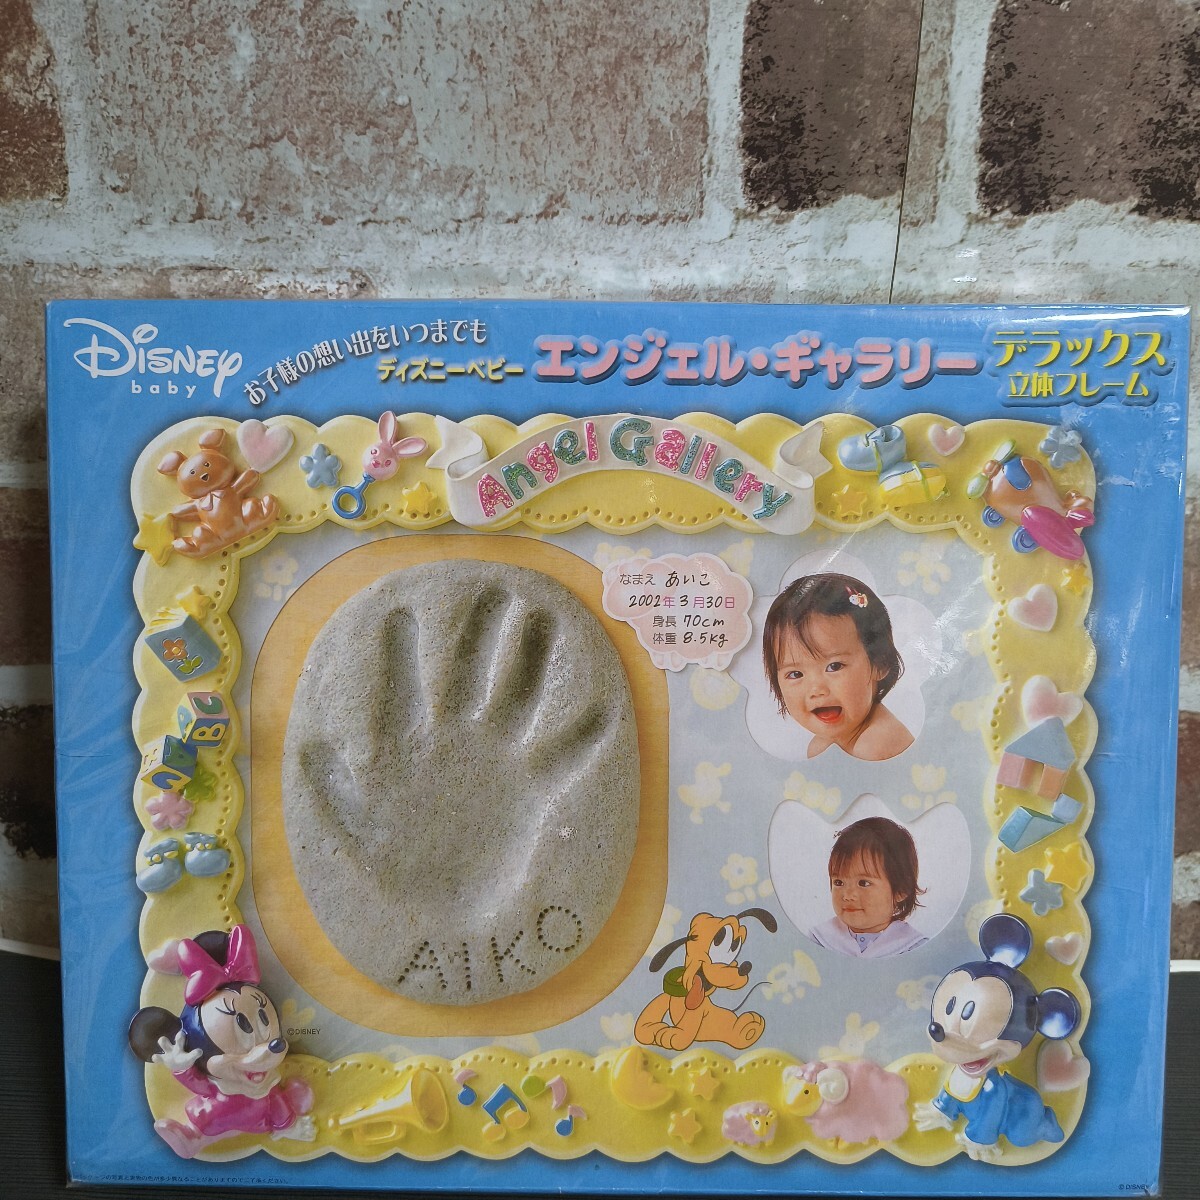 Disney
baby
お子様の想い出をいつまでも
ディズニーベビー
エンジェル・ギャラリー
デラックス
立体フレーム
Angel Gallery
なまえ あいこ
2002年 3月30日
身長 70cm
体重 8.5kg
ABC
AIKO
©DISNEY
©DISNEY